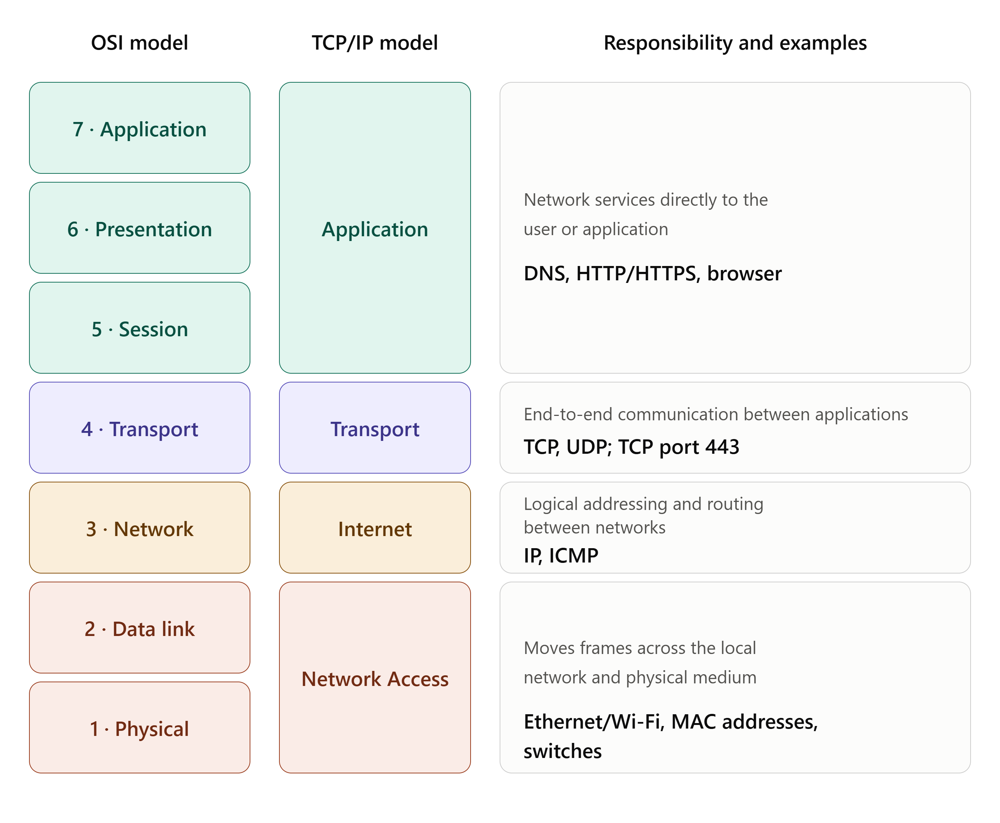 OSI model
TCP/IP model
Responsibility and examples
7 · Application
6 · Presentation
5 · Session
Application
Network services directly to the
user or application
DNS, HTTP/HTTPS, browser
4 · Transport
Transport
End-to-end communication between applications
TCP, UDP; TCP port 443
3 · Network
Internet
Logical addressing and routing
between networks
IP, ICMP
2 · Data link
1 · Physical
Network Access
Moves frames across the local
network and physical medium
Ethernet/Wi-Fi, MAC addresses,
switches